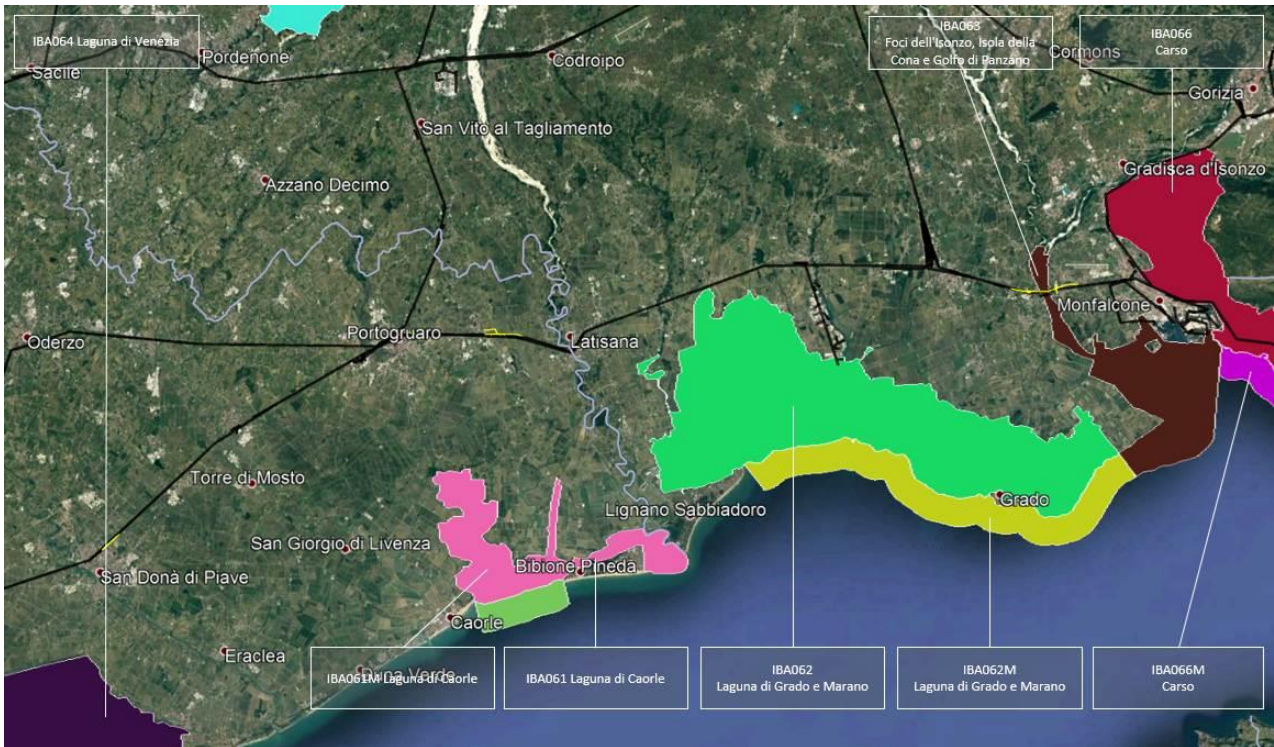 IBA064 Laguna di Venezia
IBA063
Foci dell'Isonzo, Isola della
Cona e Golfo di Panzano
IBA066
Carso
Sacile
Pordenone
Codroipo
Cormons
Gorizia
San Vito al Tagliamento
Gradisca d'Isonzo
Azzano Decimo
Monfalcone
Oderzo
Portogruaro
Latisana
Torre di Mosto
Grado
Lignano Sabbiadoro
San Giorgio di Livenza
San Donà di Piave
Bibione Pineda
Caorle
Eraclea
Duna Verde
IBA061M Laguna di Caorle
IBA061 Laguna di Caorle
IBA062
Laguna di Grado e Marano
IBA062M
Laguna di Grado e Marano
IBA066M
Carso